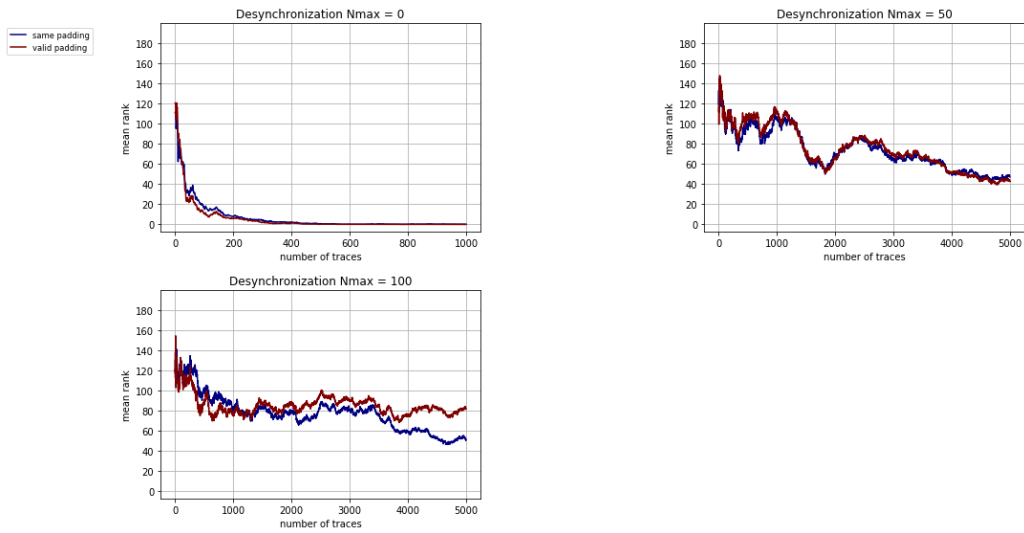 same padding
valid padding
Desynchronization Nmax = 0
mean rank
180
160
140
120
100
80
60
40
20
0
0 200 400 600 800 1000
number of traces
Desynchronization Nmax = 50
mean rank
180
160
140
120
100
80
60
40
20
0
0 1000 2000 3000 4000 5000
number of traces
Desynchronization Nmax = 100
mean rank
180
160
140
120
100
80
60
40
20
0
0 1000 2000 3000 4000 5000
number of traces